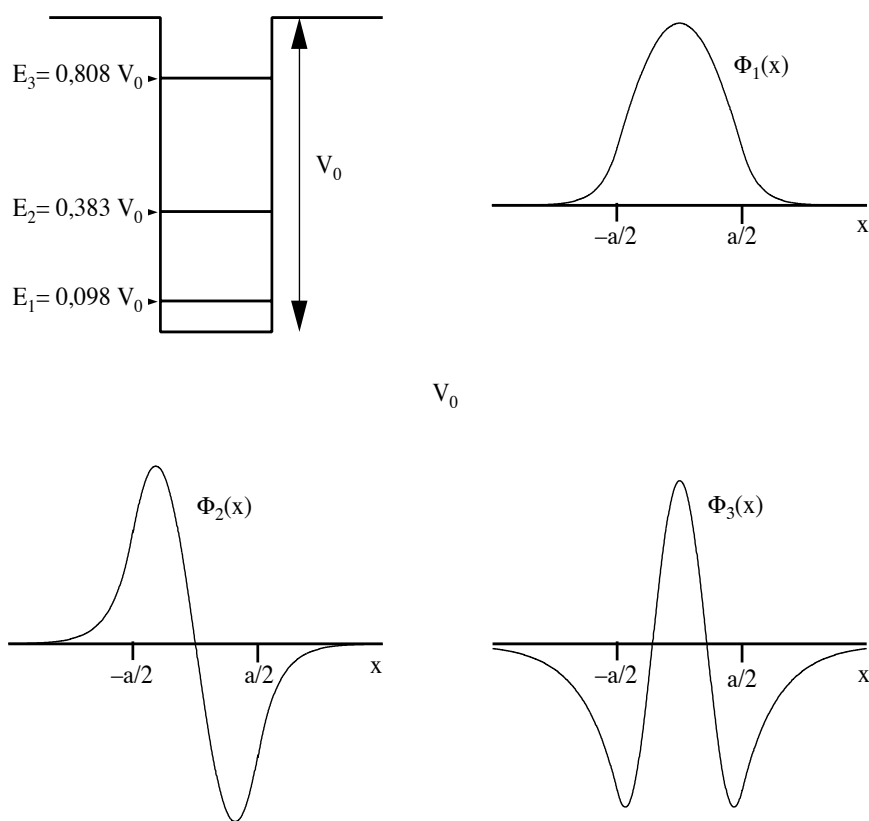 E₃= 0,808 V₀
E₂= 0,383 V₀
E₁= 0,098 V₀
V₀
Φ₁(x)
–a/2 a/2 x
V₀
Φ₂(x)
–a/2 a/2 x
Φ₃(x)
–a/2 a/2 x